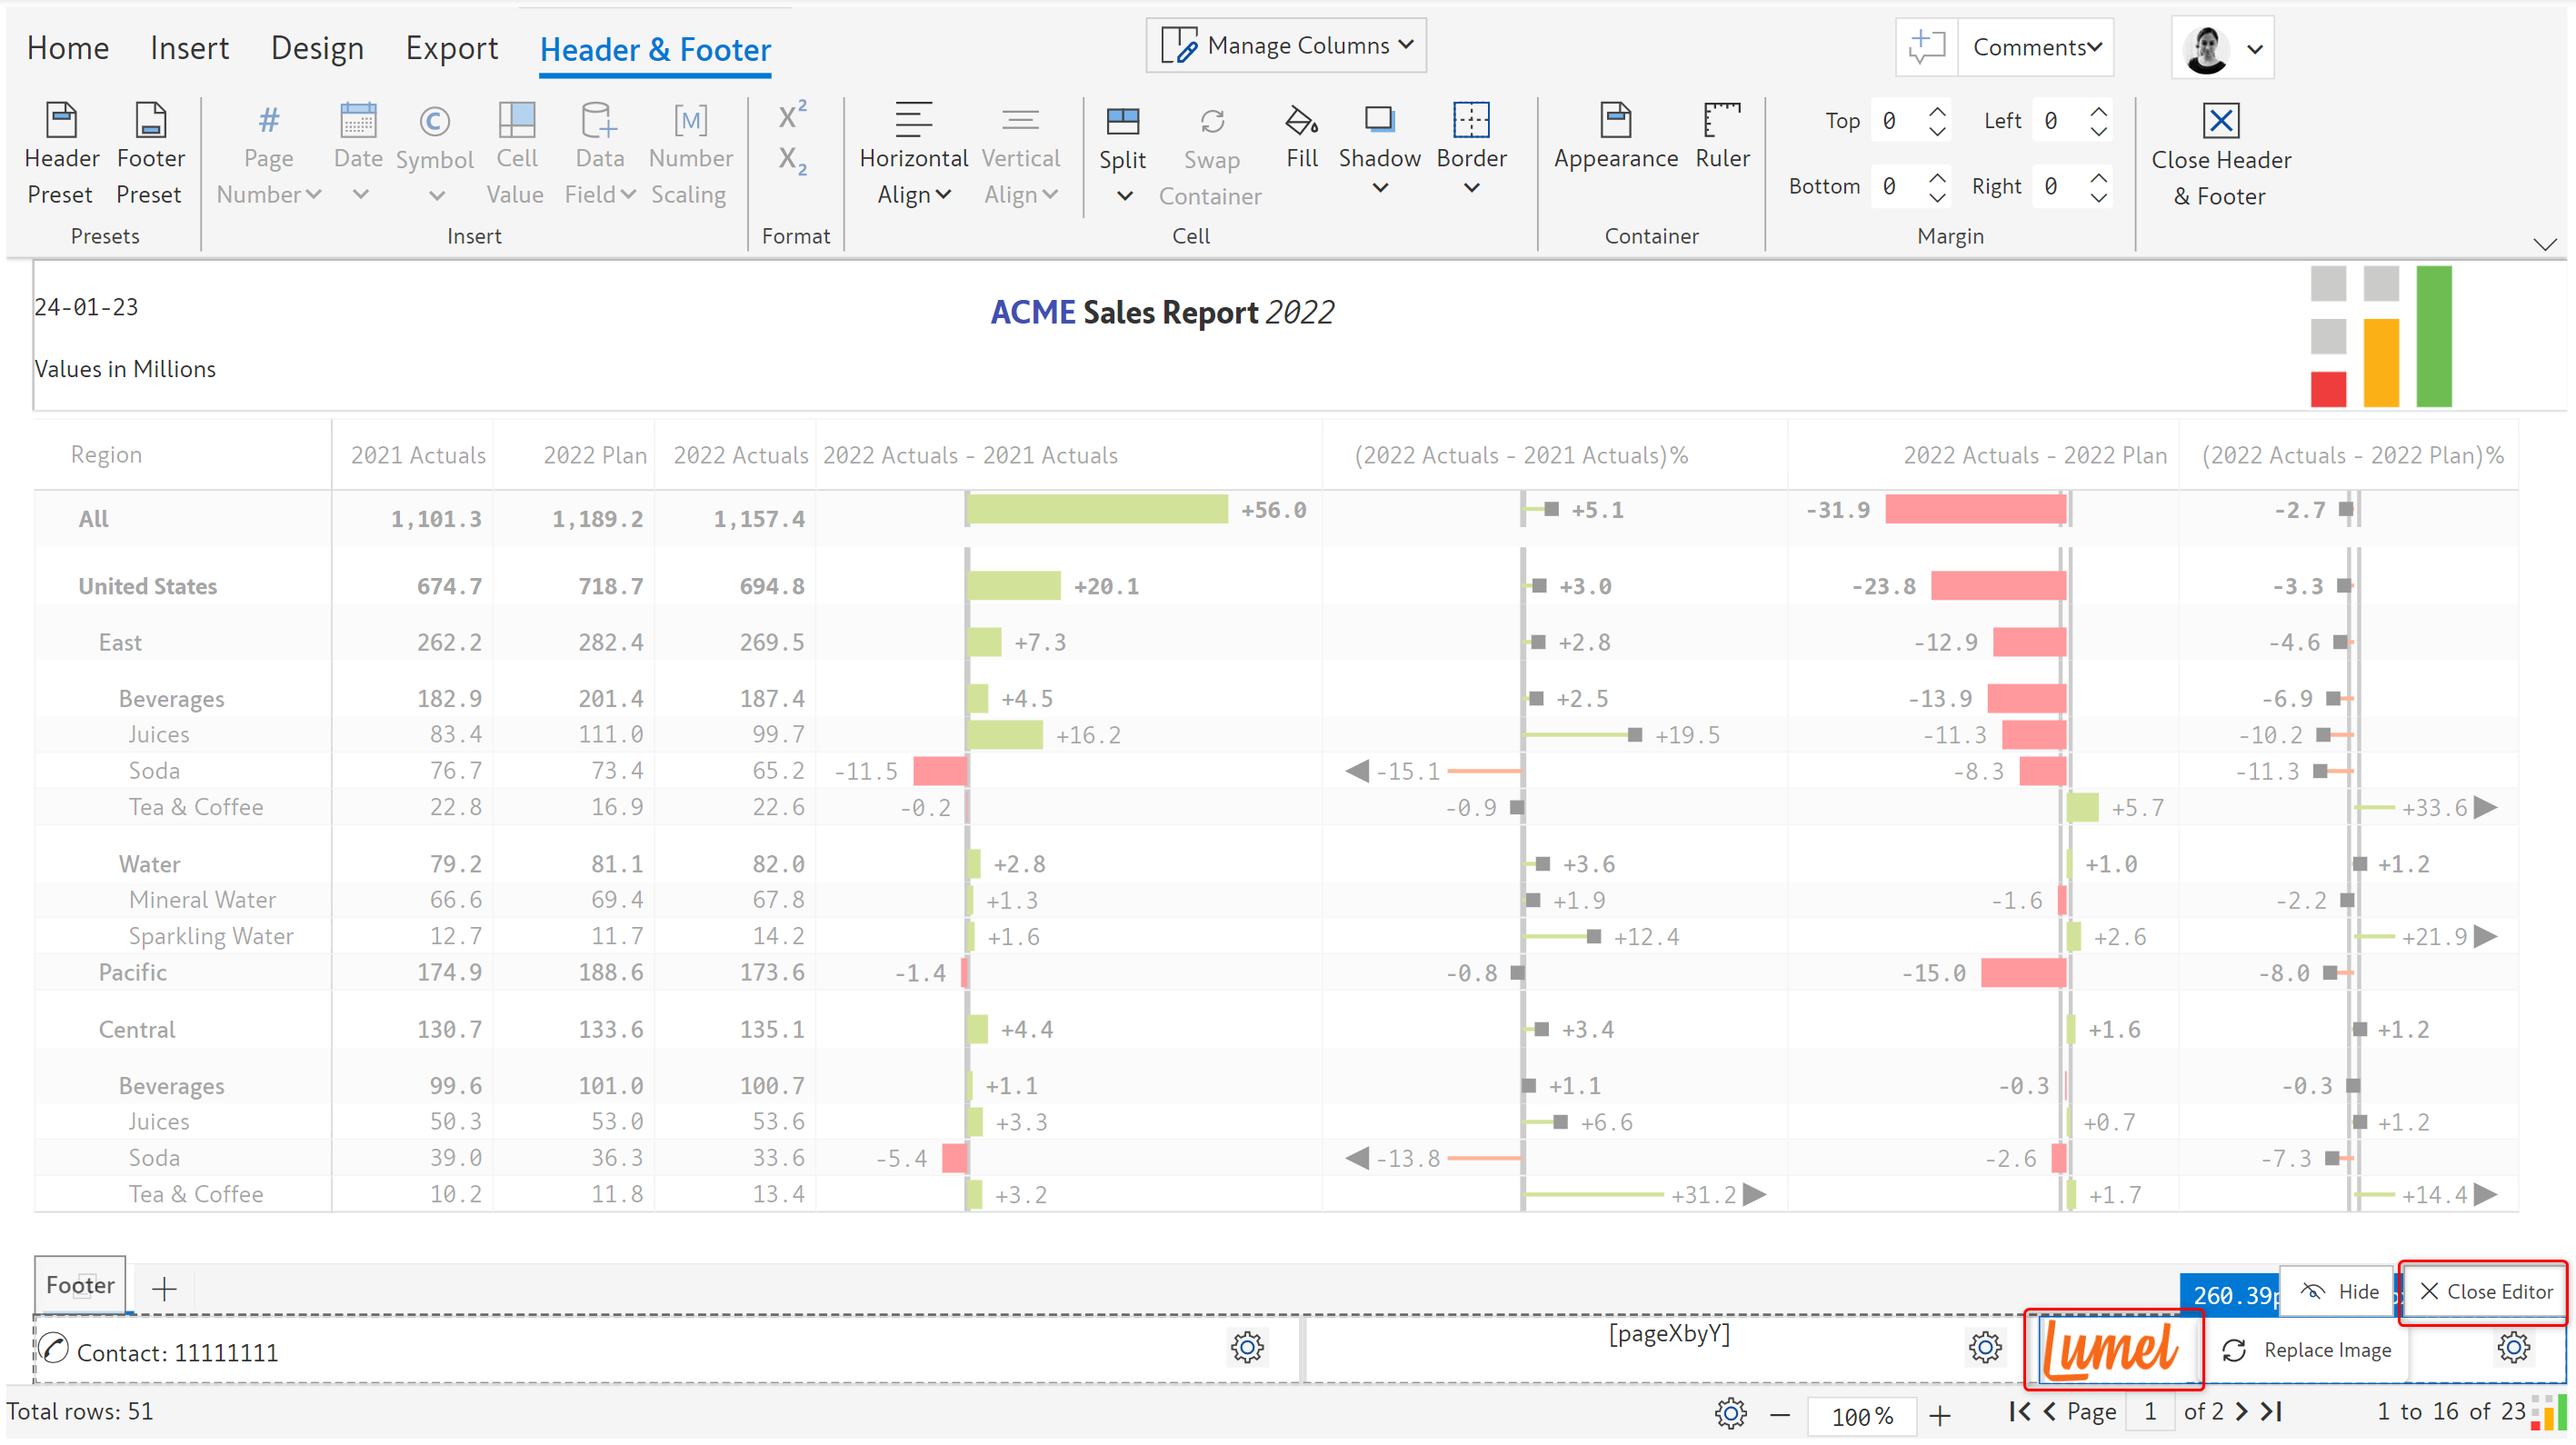 Home Insert Design Export Header & Footer Manage Columns Comments
Header Preset Footer Preset # Page Number Date © Symbol Cell Value Data Field [M] Number Scaling X² X₂ Horizontal Align Vertical Align Split Swap Container Fill Shadow Border Appearance Ruler Top 0 Left 0 Bottom 0 Right 0 Close Header & Footer
Presets Insert Format Cell Container Margin
24-01-23
ACME Sales Report 2022
Values in Millions
Region 2021 Actuals 2022 Plan 2022 Actuals 2022 Actuals - 2021 Actuals (2022 Actuals - 2021 Actuals)% 2022 Actuals - 2022 Plan (2022 Actuals - 2022 Plan)%
All 1,101.3 1,189.2 1,157.4 +56.0 +5.1 -31.9 -2.7
United States 674.7 718.7 694.8 +20.1 +3.0 -23.8 -3.3
East 262.2 282.4 269.5 +7.3 +2.8 -12.9 -4.6
Beverages 182.9 201.4 187.4 +4.5 +2.5 -13.9 -6.9
Juices 83.4 111.0 99.7 +16.2 +19.5 -11.3 -10.2
Soda 76.7 73.4 65.2 -11.5 -15.1 -8.3 -11.3
Tea & Coffee 22.8 16.9 22.6 -0.2 -0.9 +5.7 +33.6
Water 79.2 81.1 82.0 +2.8 +3.6 +1.0 +1.2
Mineral Water 66.6 69.4 67.8 +1.3 +1.9 -1.6 -2.2
Sparkling Water 12.7 11.7 14.2 +1.6 +12.4 +2.6 +21.9
Pacific 174.9 188.6 173.6 -1.4 -0.8 -15.0 -8.0
Central 130.7 133.6 135.1 +4.4 +3.4 +1.6 +1.2
Beverages 99.6 101.0 100.7 +1.1 +1.1 -0.3 -0.3
Juices 50.3 53.0 53.6 +3.3 +6.6 +0.7 +1.2
Soda 39.0 36.3 33.6 -5.4 -13.8 -2.6 -7.3
Tea & Coffee 10.2 11.8 13.4 +3.2 +31.2 +1.7 +14.4
Footer + 260.39p Hide Close Editor
Contact: 11111111 [pageXbyY] Lumel Replace Image
Total rows: 51 100% Page 1 of 2 1 to 16 of 23